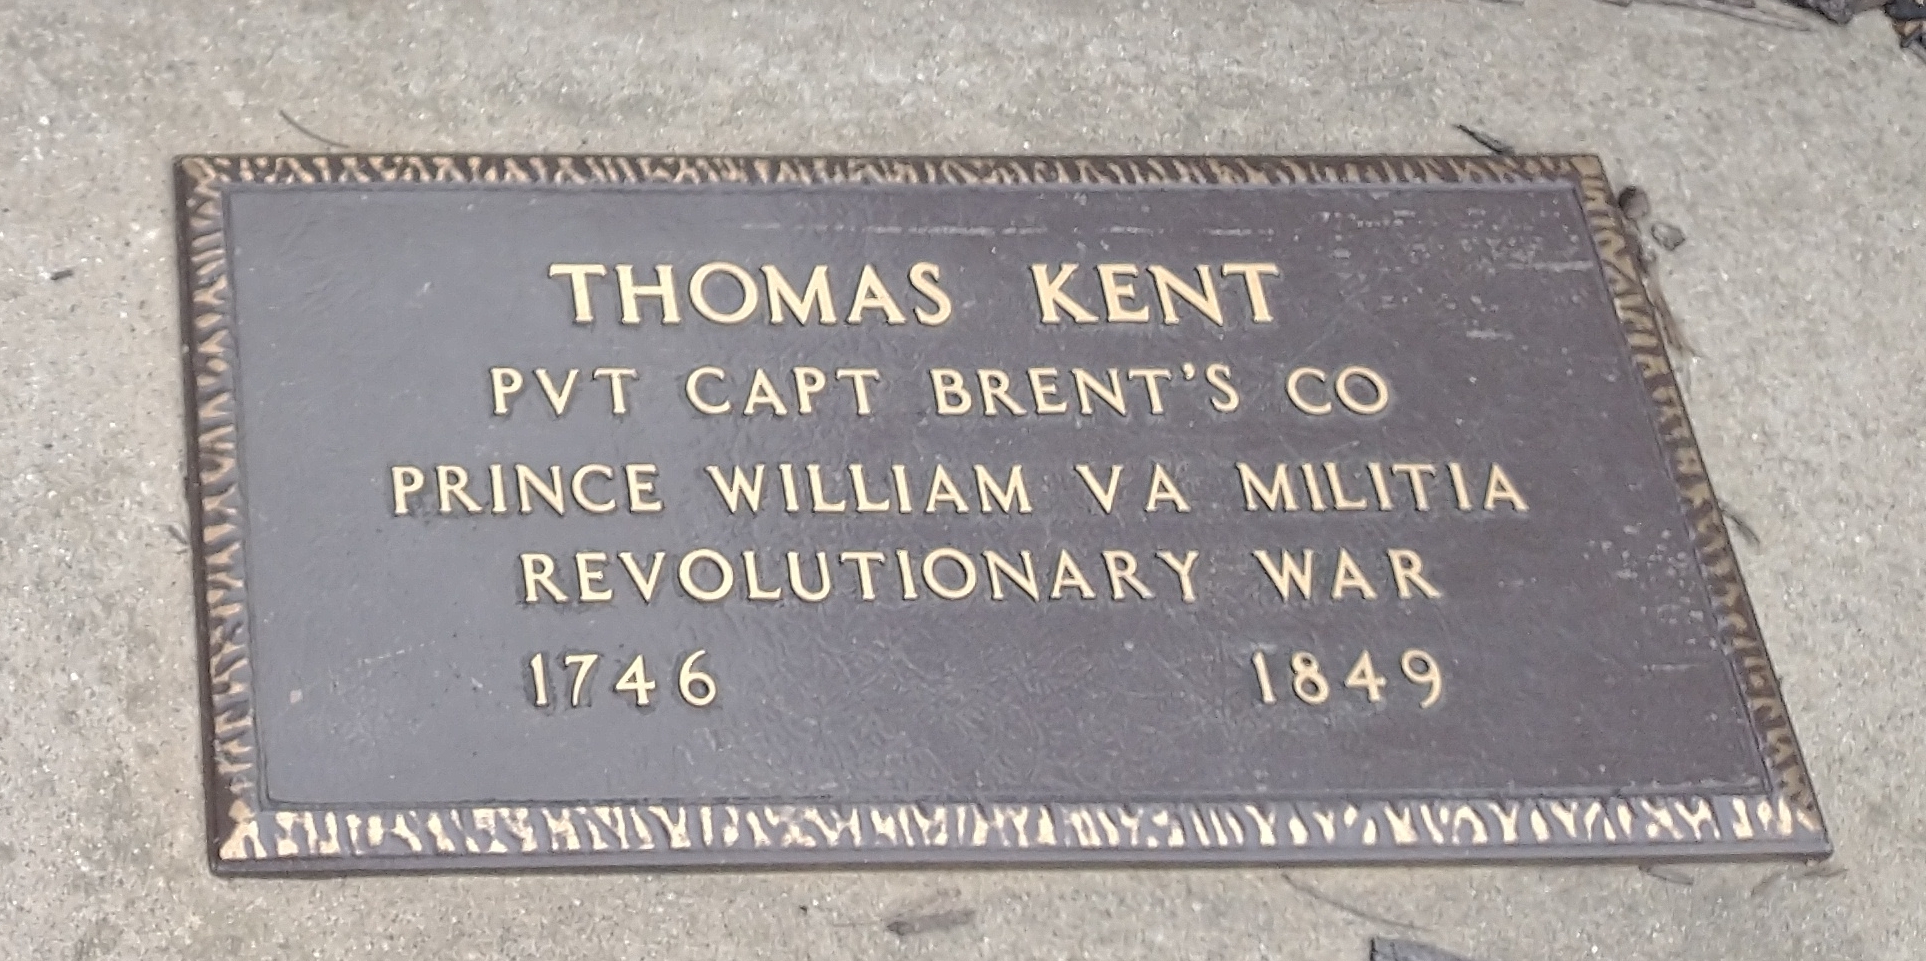 THOMAS KENT
PVT CAPT BRENT'S CO
PRINCE WILLIAM VA MILITIA
REVOLUTIONARY WAR
1746 1849